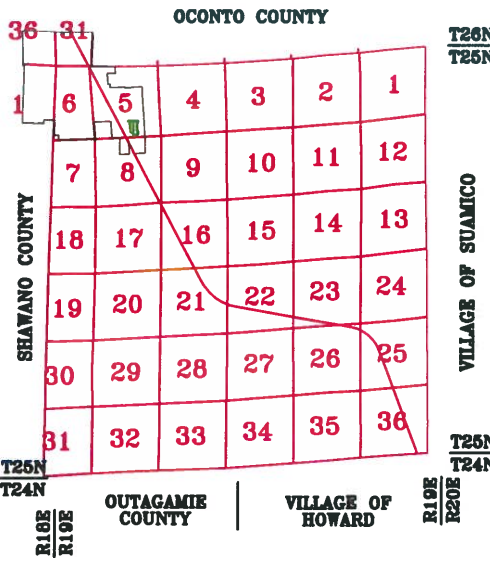 OCONTO COUNTY
36 31
T26N
T25N
1 6 5 4 3 2 1
7 8 9 10 11 12
18 17 16 15 14 13
19 20 21 22 23 24
30 29 28 27 26 25
31 32 33 34 35 36
SHAWANO COUNTY
VILLAGE OF SUAMICO
T25N
T24N
T25N
T24N
R18E
R19E
OUTAGAMIE
COUNTY
VILLAGE OF
HOWARD
R19E
R20E